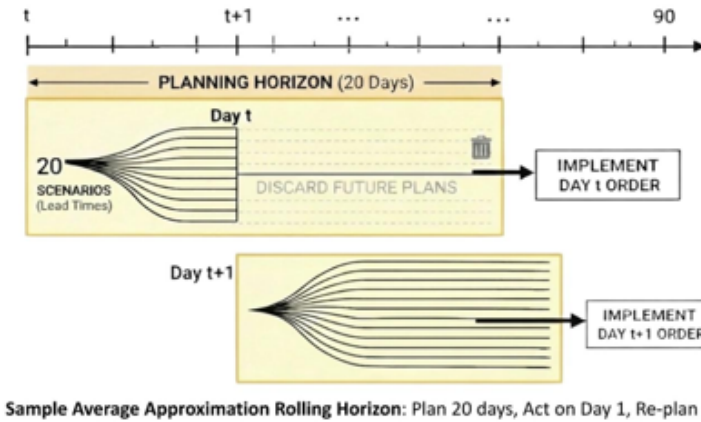 t t+1 ... ... 90
PLANNING HORIZON (20 Days)
Day t
20
SCENARIOS
(Lead Times)
DISCARD FUTURE PLANS
IMPLEMENT
DAY t ORDER
Day t+1
IMPLEMENT
DAY t+1 ORDER
Sample Average Approximation Rolling Horizon: Plan 20 days, Act on Day 1, Re-plan